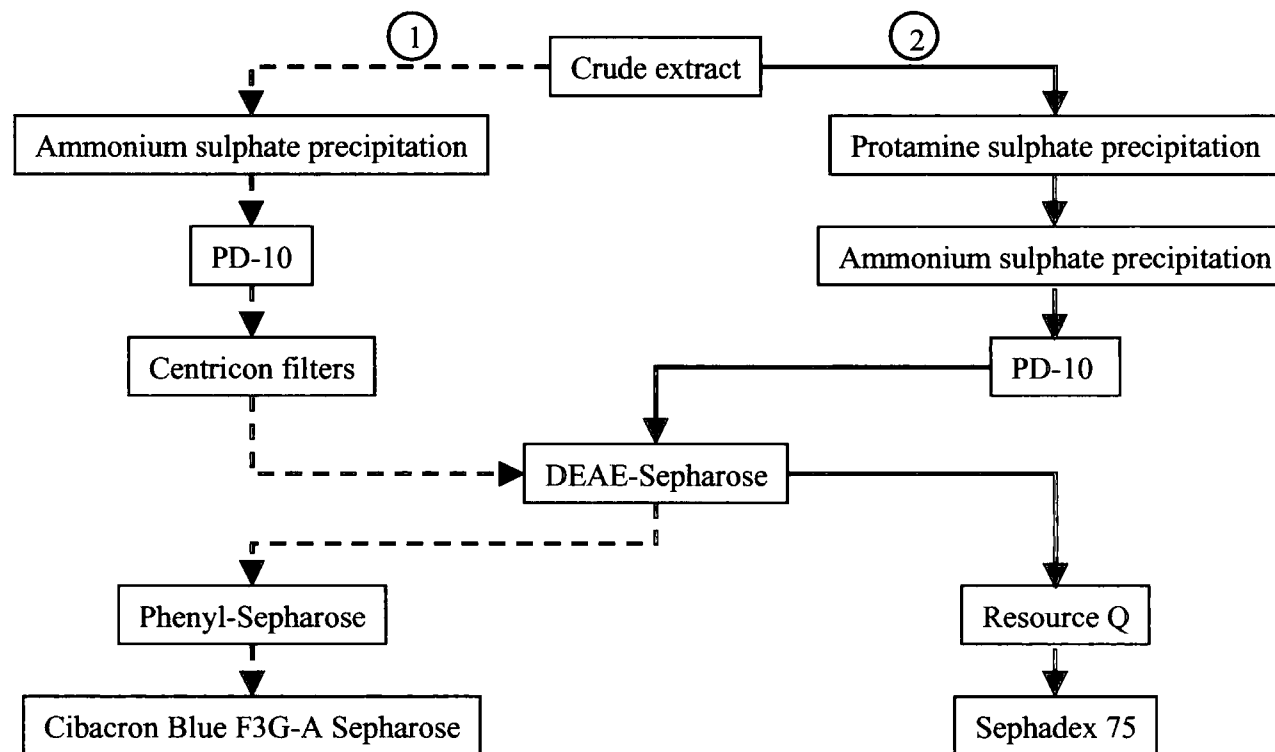 1
Crude extract
2
Ammonium sulphate precipitation
Protamine sulphate precipitation
PD-10
Ammonium sulphate precipitation
Centricon filters
PD-10
DEAE-Sepharose
Phenyl-Sepharose
Resource Q
Cibacron Blue F3G-A Sepharose
Sephadex 75